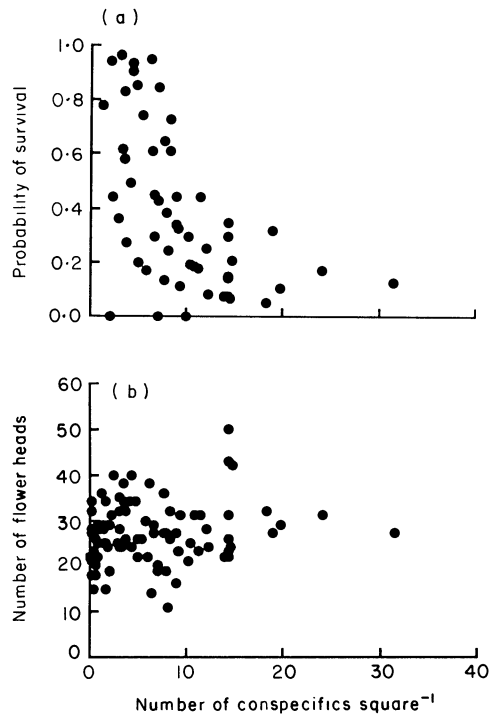 ( a )
1·0
0·8
0·6
0·4
0·2
0·0
Probability of survival
( b )
60
50
40
30
20
10
0
Number of flower heads
0 10 20 30 40
Number of conspecifics square⁻¹